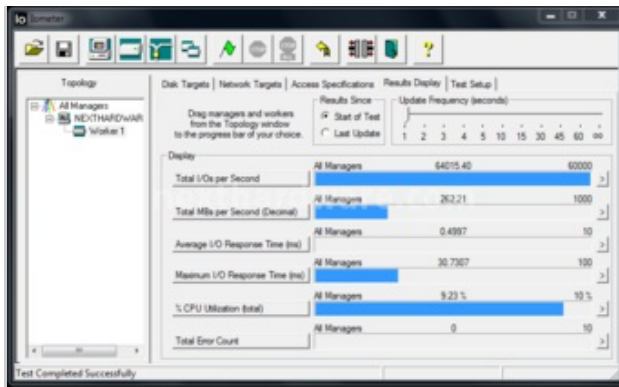 Iometer
Topology
All Managers
NEXTHARDWAR
Worker 1
Disk Targets | Network Targets | Access Specifications | Results Display | Test Setup
Drag managers and workers
from the Topology window
to the progress bar of your choice.
Results Since
Start of Test
Last Update
Update Frequency (seconds)
1 2 3 4 5 10 15 30 45 60 ∞
Display
All Managers 64015.40 60000
Total I/Os per Second
All Managers 262.21 1000
Total MBs per Second (Decimal)
All Managers 0.4997 10
Average I/O Response Time (ms)
All Managers 30.7307 100
Maximum I/O Response Time (ms)
All Managers 9.23 % 10 %
% CPU Utilization (total)
All Managers 0 10
Total Error Count
Test Completed Successfully